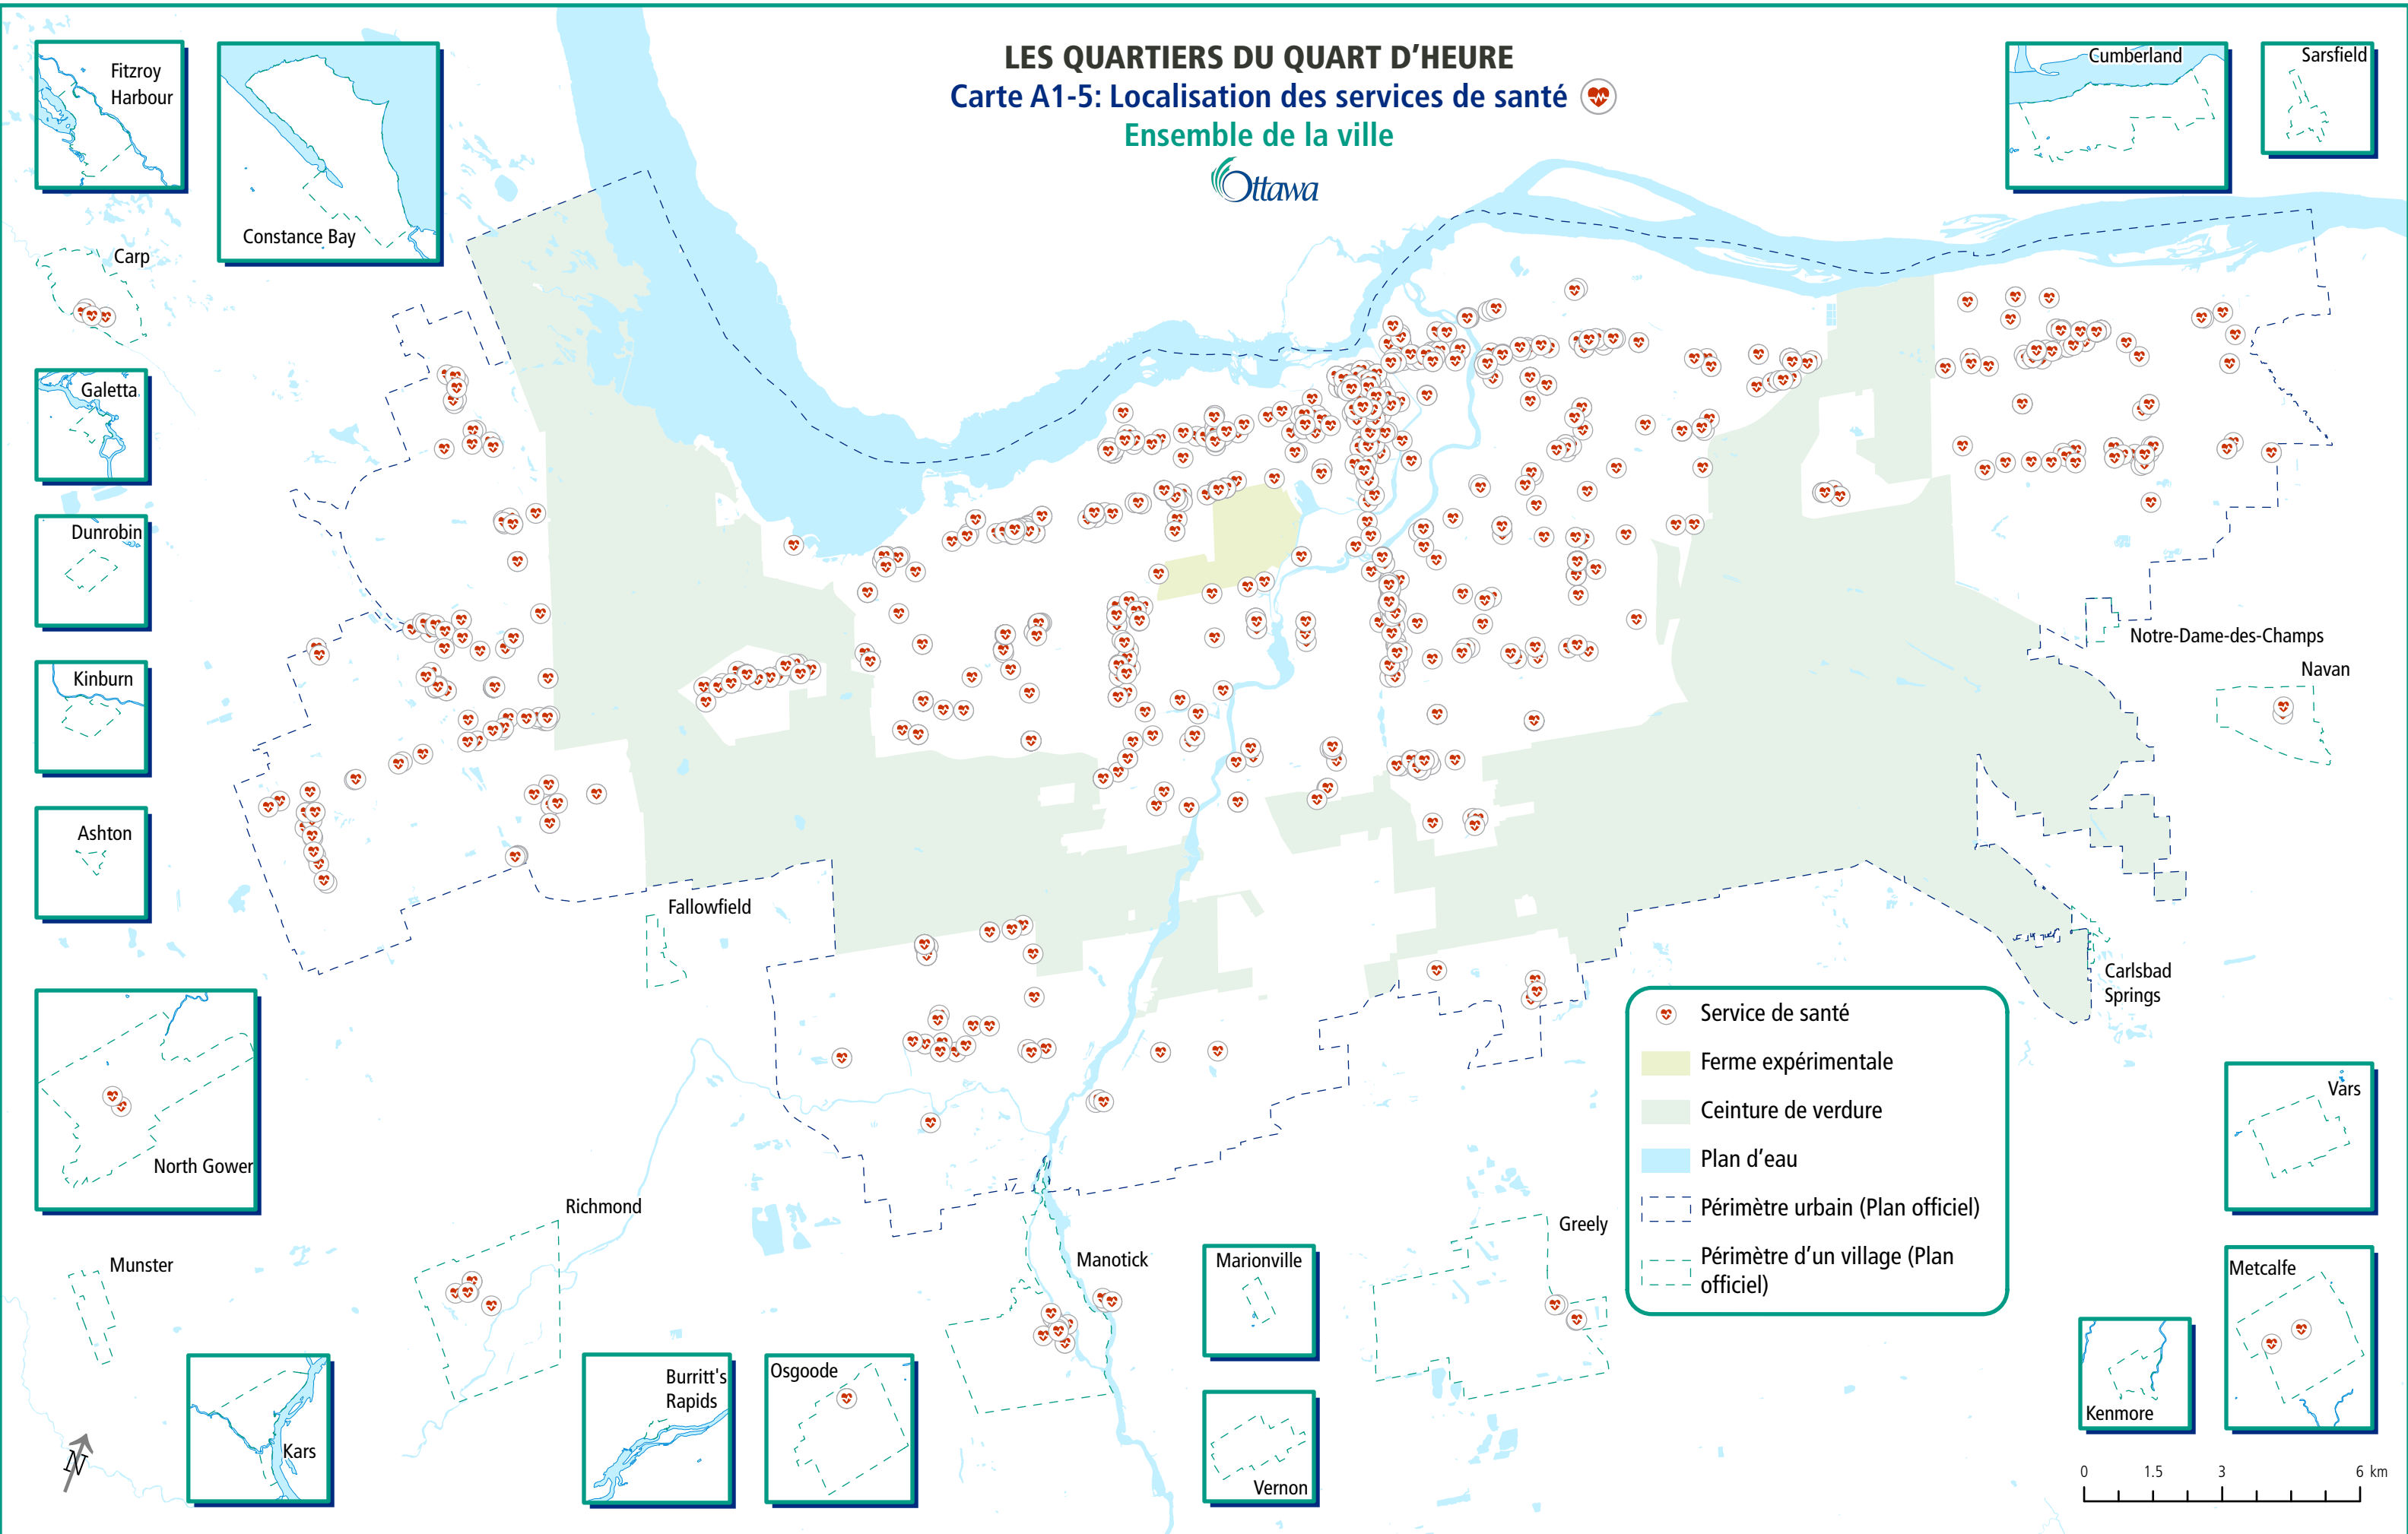 LES QUARTIERS DU QUART D’HEURE
Carte A1-5: Localisation des services de santé
Ensemble de la ville
Ottawa
Fitzroy
Harbour
Constance Bay
Cumberland
Sarsfield
Carp
Galetta
Dunrobin
Kinburn
Ashton
Notre-Dame-des-Champs
Navan
Fallowfield
Carlsbad
Springs
North Gower
Richmond
Munster
Kars
Burritt's
Rapids
Osgoode
Manotick
Marionville
Vernon
Greely
Service de santé
Ferme expérimentale
Ceinture de verdure
Plan d’eau
Périmètre urbain (Plan officiel)
Périmètre d’un village (Plan
officiel)
Vars
Metcalfe
Kenmore
N
0 1.5 3 6 km